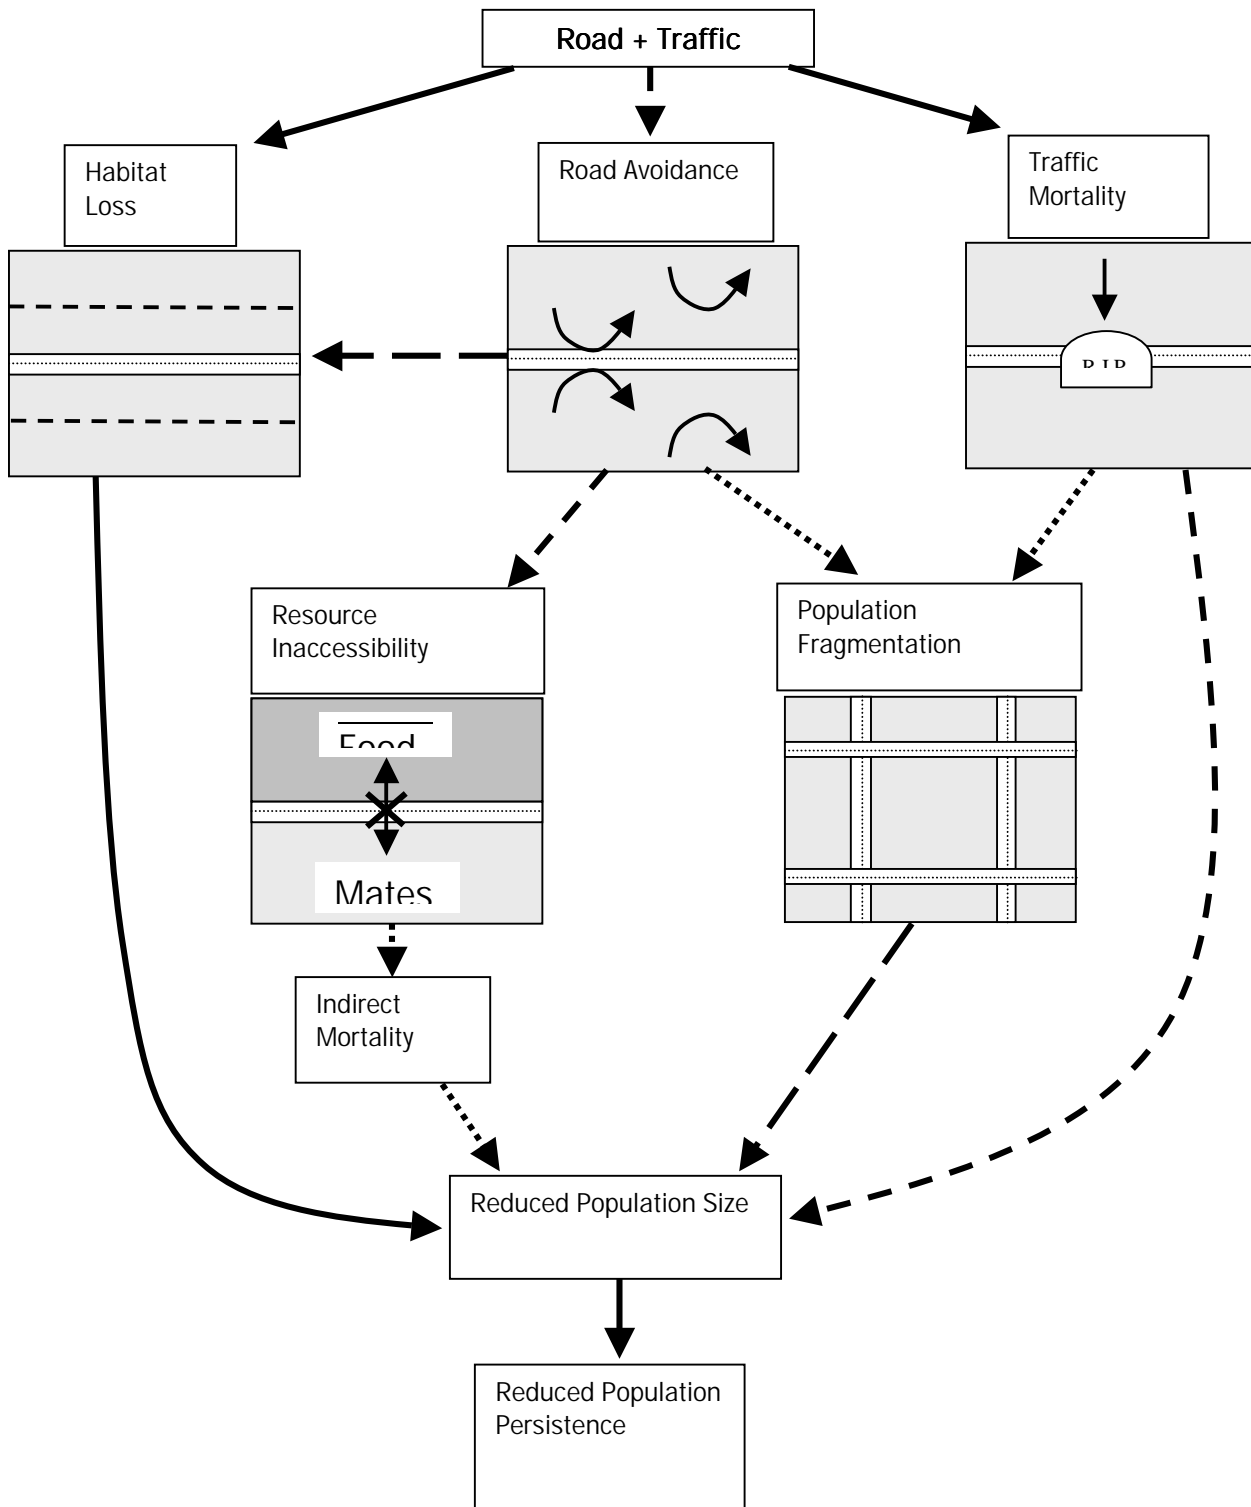 Road + Traffic
Habitat
Loss
Road Avoidance
Traffic
Mortality
Resource
Inaccessibility
Population
Fragmentation
Food
Mates
Indirect
Mortality
Reduced Population Size
Reduced Population
Persistence